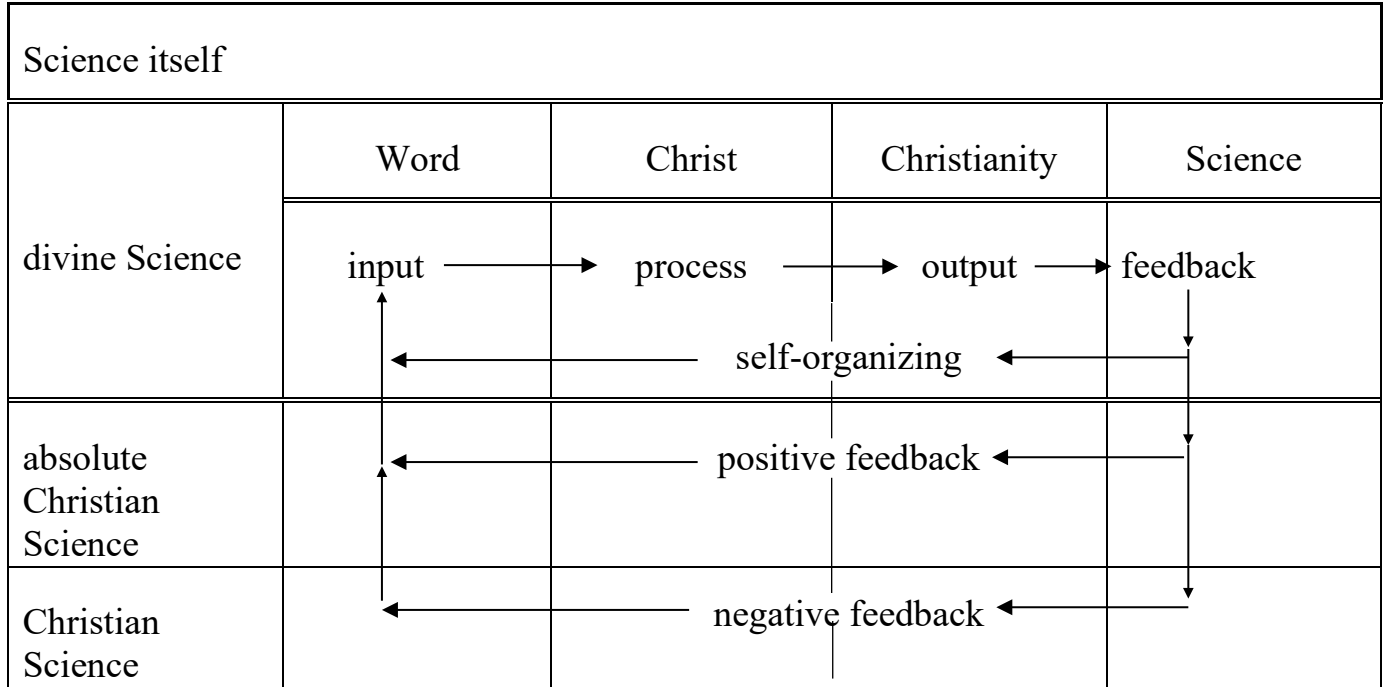 Science itself
Word Christ Christianity Science
divine Science input process output feedback
self-organizing
absolute
Christian
Science
positive feedback
Christian
Science
negative feedback